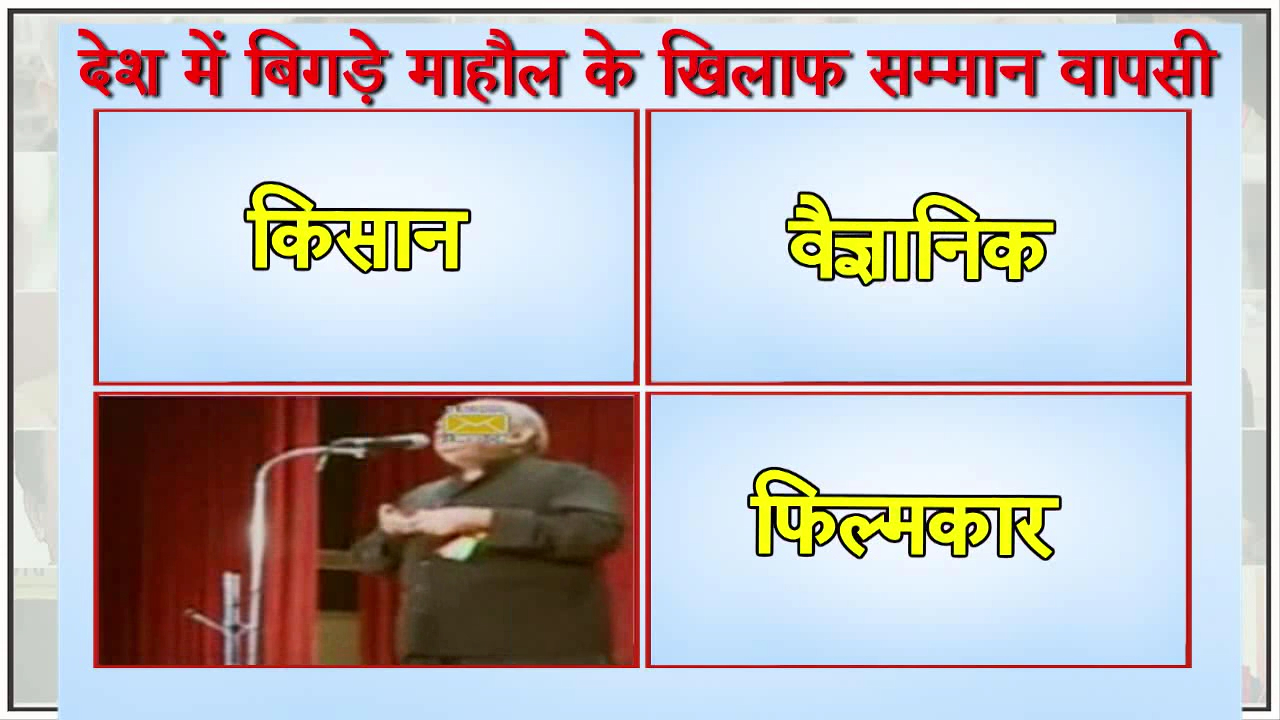 देश में बिगड़े माहौल के खिलाफ सम्मान वापसी
किसान
वैज्ञानिक
फिल्मकार